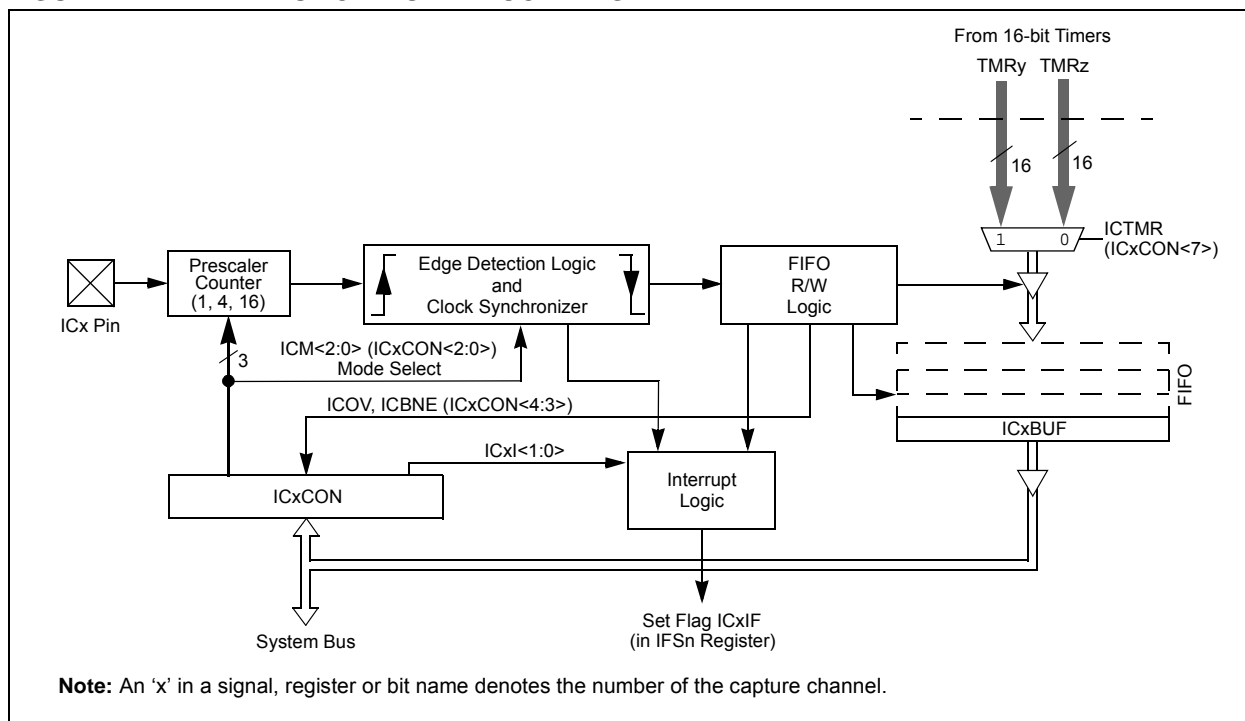 From 16-bit Timers
TMRy TMRz
16 16
1 0
ICTMR
(ICxCON<7>)
Prescaler
Counter
(1, 4, 16)
Edge Detection Logic
and
Clock Synchronizer
FIFO
R/W
Logic
ICx Pin
3
ICM<2:0> (ICxCON<2:0>)
Mode Select
FIFO
ICOV, ICBNE (ICxCON<4:3>)
ICxBUF
ICxI<1:0>
Interrupt
Logic
ICxCON
System Bus
Set Flag ICxIF
(in IFSn Register)
Note: An ‘x’ in a signal, register or bit name denotes the number of the capture channel.